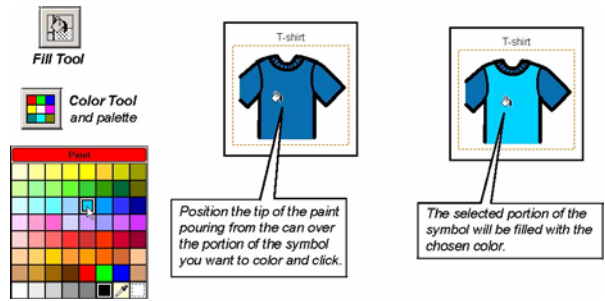 Fill Tool
Color Tool
and palette
Paint
T-shirt
Position the tip of the paint
pouring from the can over
the portion of the symbol
you want to color and click.
T-shirt
The selected portion of the
symbol will be filled with the
chosen color.